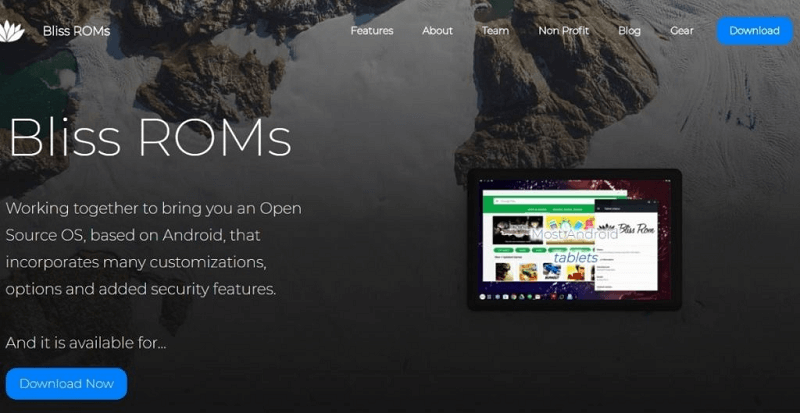 Bliss ROMs
Features
About
Team
Non Profit
Blog
Gear
Download
Bliss ROMs
Working together to bring you an Open
Source OS, based on Android, that
incorporates many customizations,
options and added security features.
Most Android
tablets
Bliss Rom
And it is available for...
Download Now